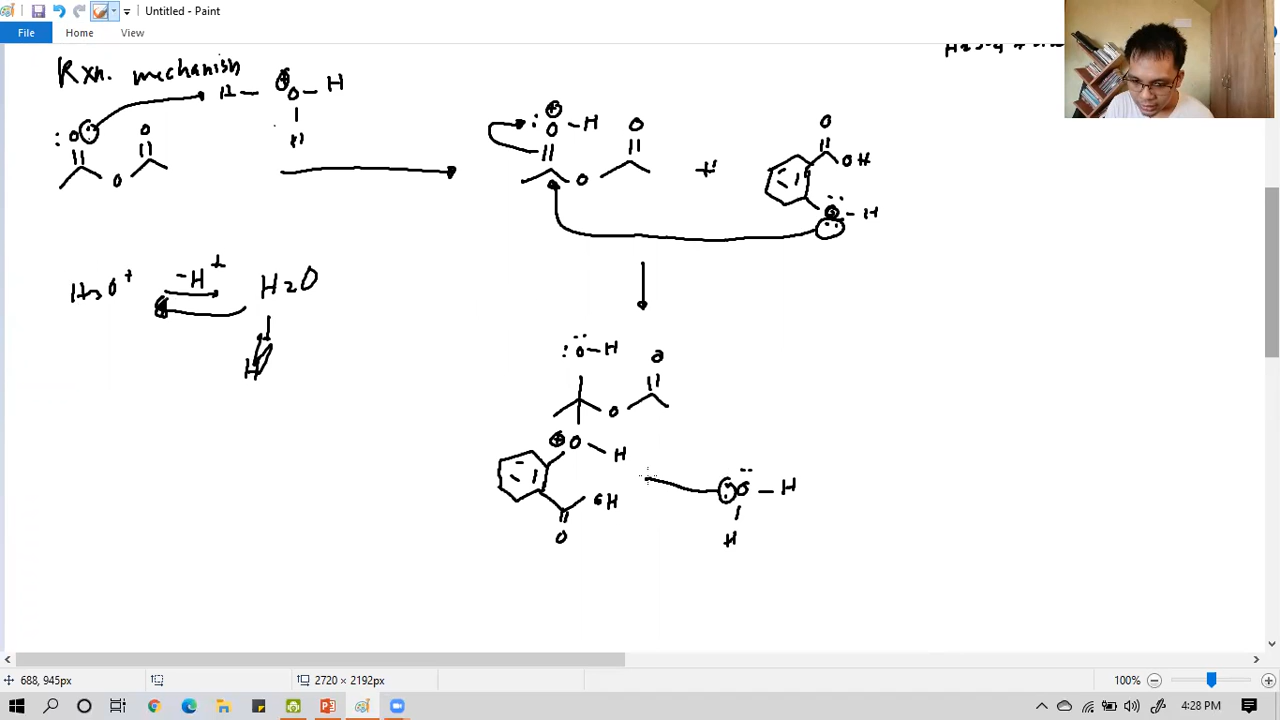 Untitled - Paint
File Home View
Rxn. mechanism
H O H
H
: O : O
O
: O H O
O
O
O H
O H
+
H3O+ -H+ H2O
H
: O H O
O
O H
O H
O
: O H
H
688, 945px 2720 × 2192px 100%
4:28 PM